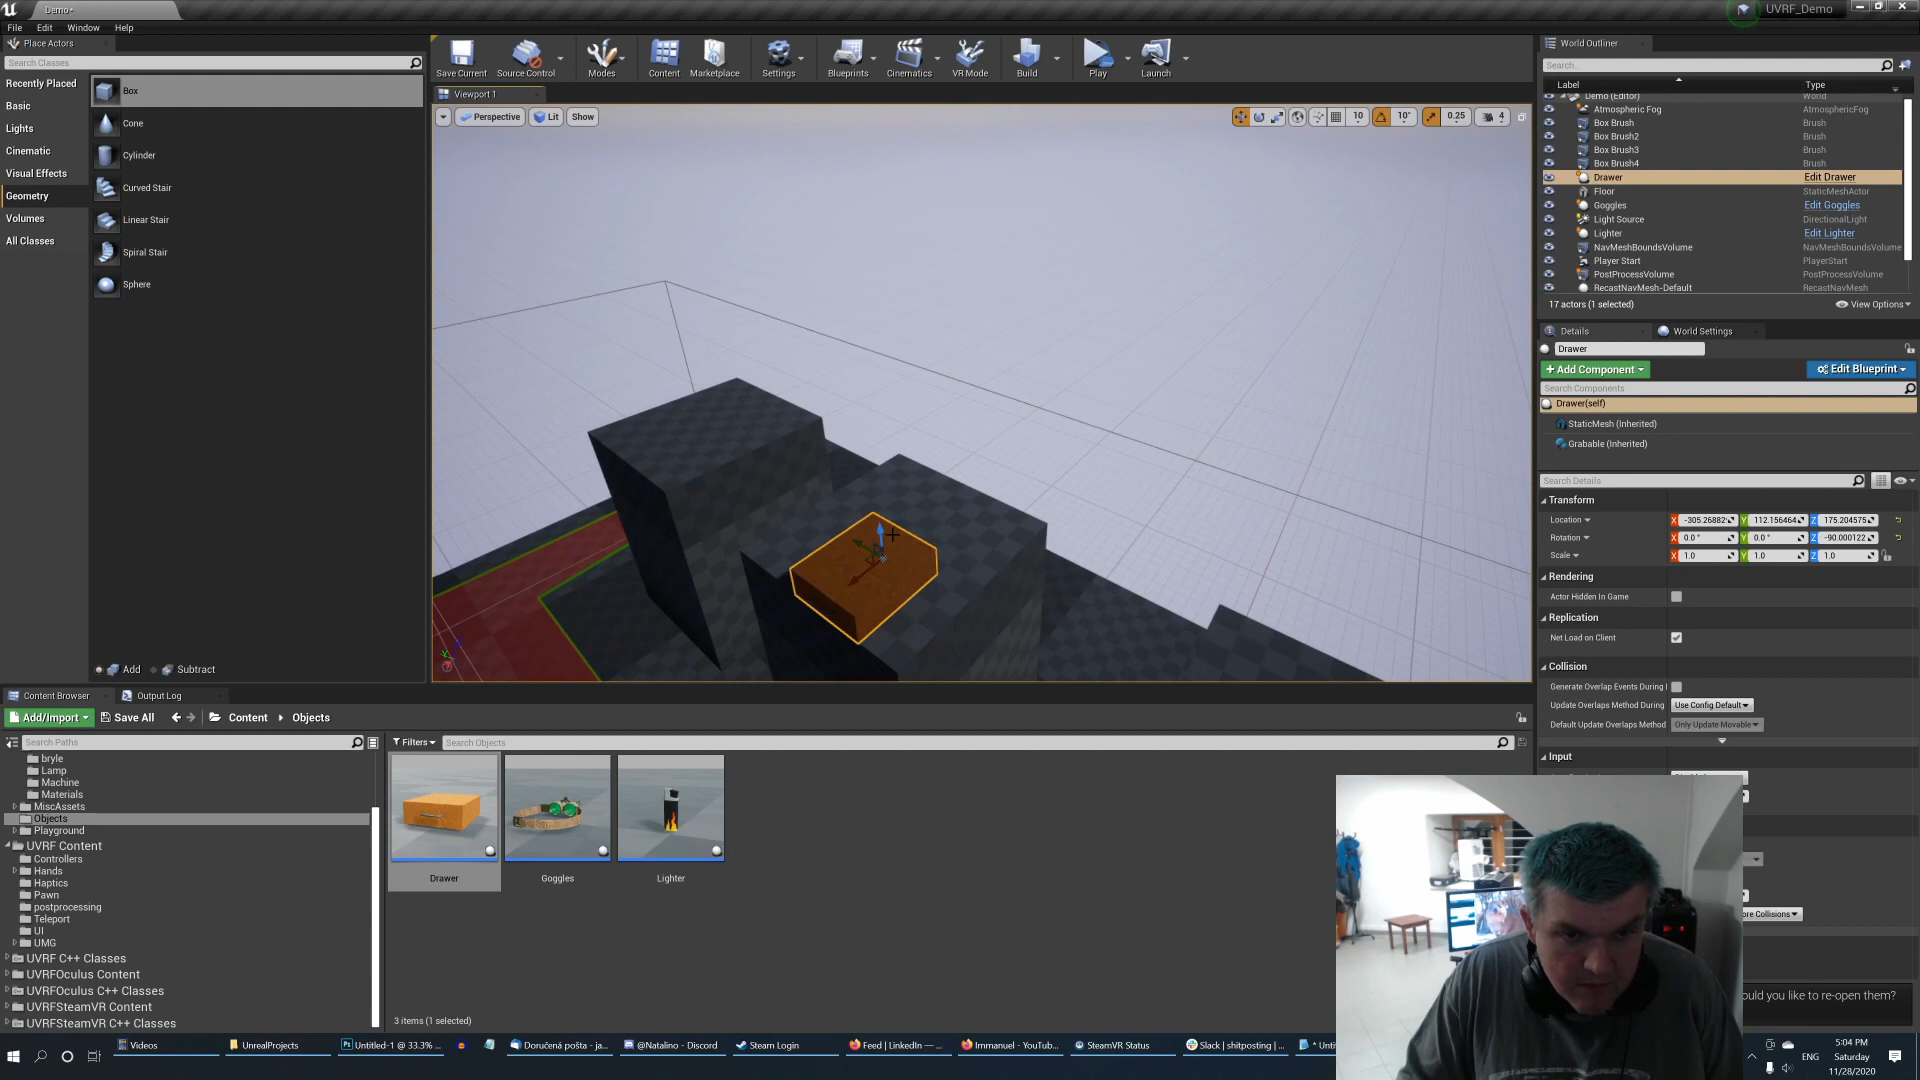 Demo*
UVRF_Demo
File Edit Window Help
Place Actors
Search Classes
Recently Placed
Basic
Lights
Cinematic
Visual Effects
Geometry
Volumes
All Classes
Box
Cone
Cylinder
Curved Stair
Linear Stair
Spiral Stair
Sphere
Add Subtract
Save Current Source Control Modes Content Marketplace Settings Blueprints Cinematics VR Mode Build Play Launch
Viewport 1
Perspective Lit Show
10 10° 0.25 4
World Outliner
Search...
Label Type
Demo (Editor) World
Atmospheric Fog AtmosphericFog
Box Brush Brush
Box Brush2 Brush
Box Brush3 Brush
Box Brush4 Brush
Drawer Edit Drawer
Floor StaticMeshActor
Goggles Edit Goggles
Light Source DirectionalLight
Lighter Edit Lighter
NavMeshBoundsVolume NavMeshBoundsVolume
Player Start PlayerStart
PostProcessVolume PostProcessVolume
RecastNavMesh-Default RecastNavMesh
17 actors (1 selected) View Options
Details World Settings
Drawer
+ Add Component Edit Blueprint
Search Components
Drawer(self)
StaticMesh (Inherited)
Grabable (Inherited)
Search Details
Transform
Location X -305.26882 Y 112.156464 Z 175.204575
Rotation X 0.0 ° Y 0.0 ° Z -90.000122
Scale X 1.0 Y 1.0 Z 1.0
Rendering
Actor Hidden In Game
Replication
Net Load on Client
Collision
Generate Overlap Events During
Update Overlaps Method During Use Config Default
Default Update Overlaps Method Only Update Movable
Input
ore Collisions
ould you like to re-open them?
Content Browser Output Log
Add/Import Save All Content Objects
Search Paths
Filters Search Objects
bryle
Lamp
Machine
Materials
MiscAssets
Objects
Playground
UVRF Content
Controllers
Hands
Haptics
Pawn
postprocessing
Teleport
UI
UMG
UVRF C++ Classes
UVRFOculus Content
UVRFOculus C++ Classes
UVRFSteamVR Content
UVRFSteamVR C++ Classes
Drawer Goggles Lighter
3 items (1 selected)
Videos UnrealProjects Untitled-1 @ 33.3% ... Doručená pošta - ja... @Natalino - Discord Steam Login Feed | LinkedIn — ... Immanuel - YouTub... SteamVR Status Slack | shitposting | ... * Unti
ENG
5:04 PM
Saturday
11/28/2020